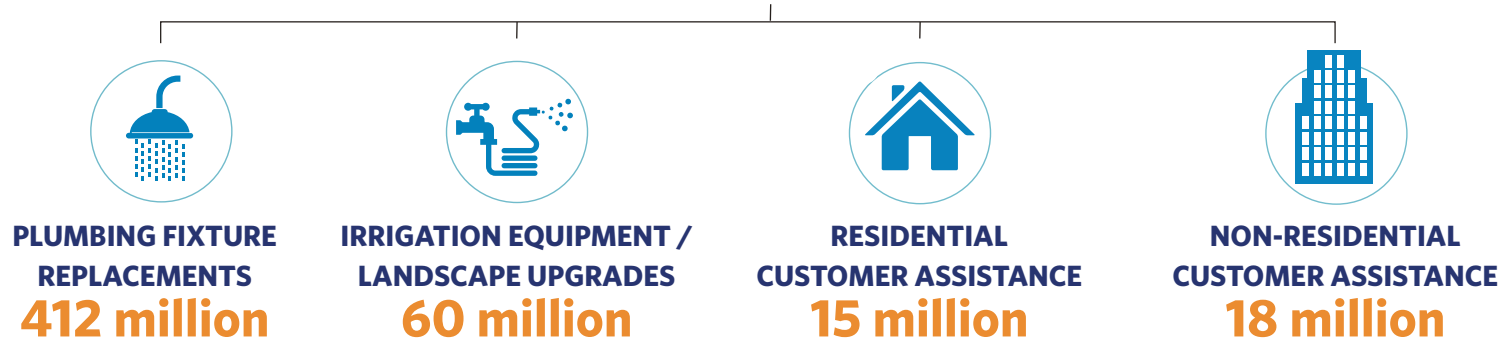 PLUMBING FIXTURE
REPLACEMENTS
412 million
IRRIGATION EQUIPMENT /
LANDSCAPE UPGRADES
60 million
RESIDENTIAL
CUSTOMER ASSISTANCE
15 million
NON-RESIDENTIAL
CUSTOMER ASSISTANCE
18 million